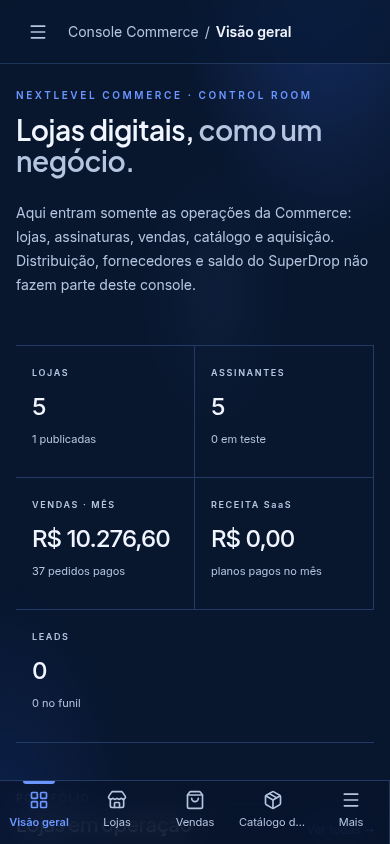 Console Commerce / Visão geral
NEXTLEVEL COMMERCE · CONTROL ROOM
Lojas digitais, como um
negócio.
Aqui entram somente as operações da Commerce:
lojas, assinaturas, vendas, catálogo e aquisição.
Distribuição, fornecedores e saldo do SuperDrop não
fazem parte deste console.
LOJAS
5
1 publicadas
ASSINANTES
5
0 em teste
VENDAS · MÊS
R$ 10.276,60
37 pedidos pagos
RECEITA SaaS
R$ 0,00
planos pagos no mês
LEADS
0
0 no funil
Lojas em operação
Visão geral
Lojas
Vendas
Catálogo d...
Mais